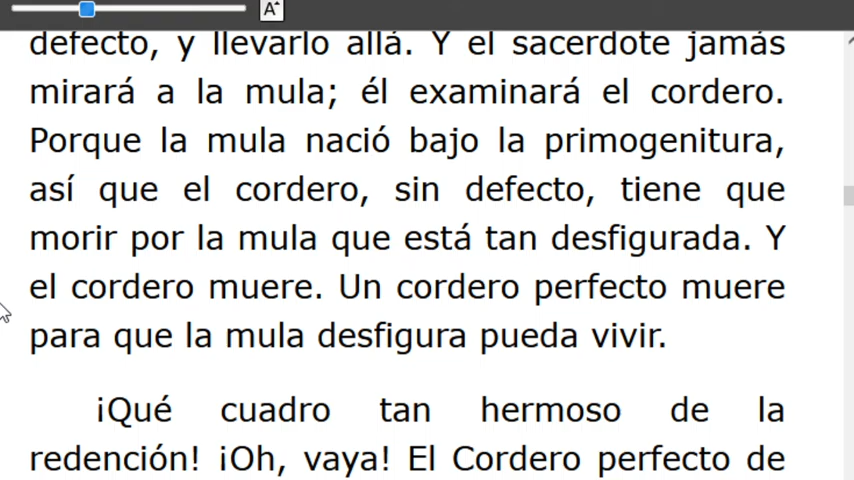 A
defecto, y llevarlo allá. Y el sacerdote jamás
mirará a la mula; él examinará el cordero.
Porque la mula nació bajo la primogenitura,
así que el cordero, sin defecto, tiene que
morir por la mula que está tan desfigurada. Y
el cordero muere. Un cordero perfecto muere
para que la mula desfigura pueda vivir.
¡Qué cuadro tan hermoso de la
redención! ¡Oh, vaya! El Cordero perfecto de